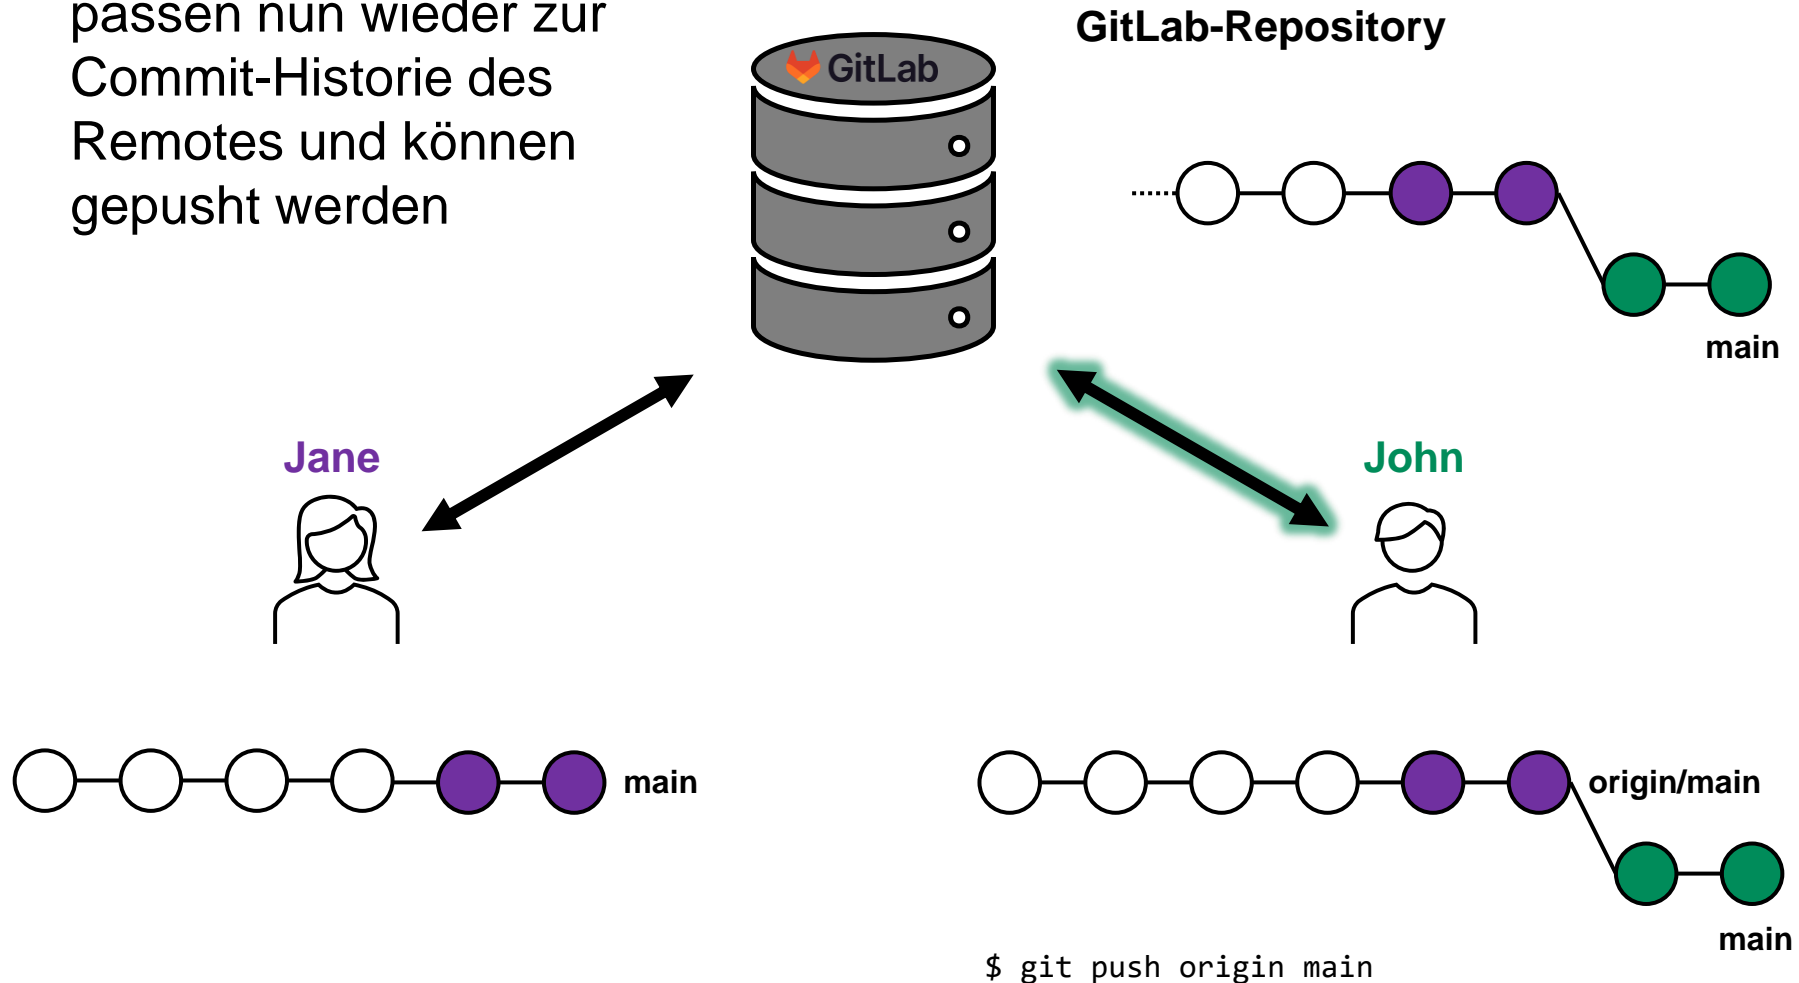 passen nun wieder zur
Commit-Historie des
Remotes und können
gepusht werden
GitLab-Repository
GitLab
main
Jane
John
main
origin/main
main
$ git push origin main